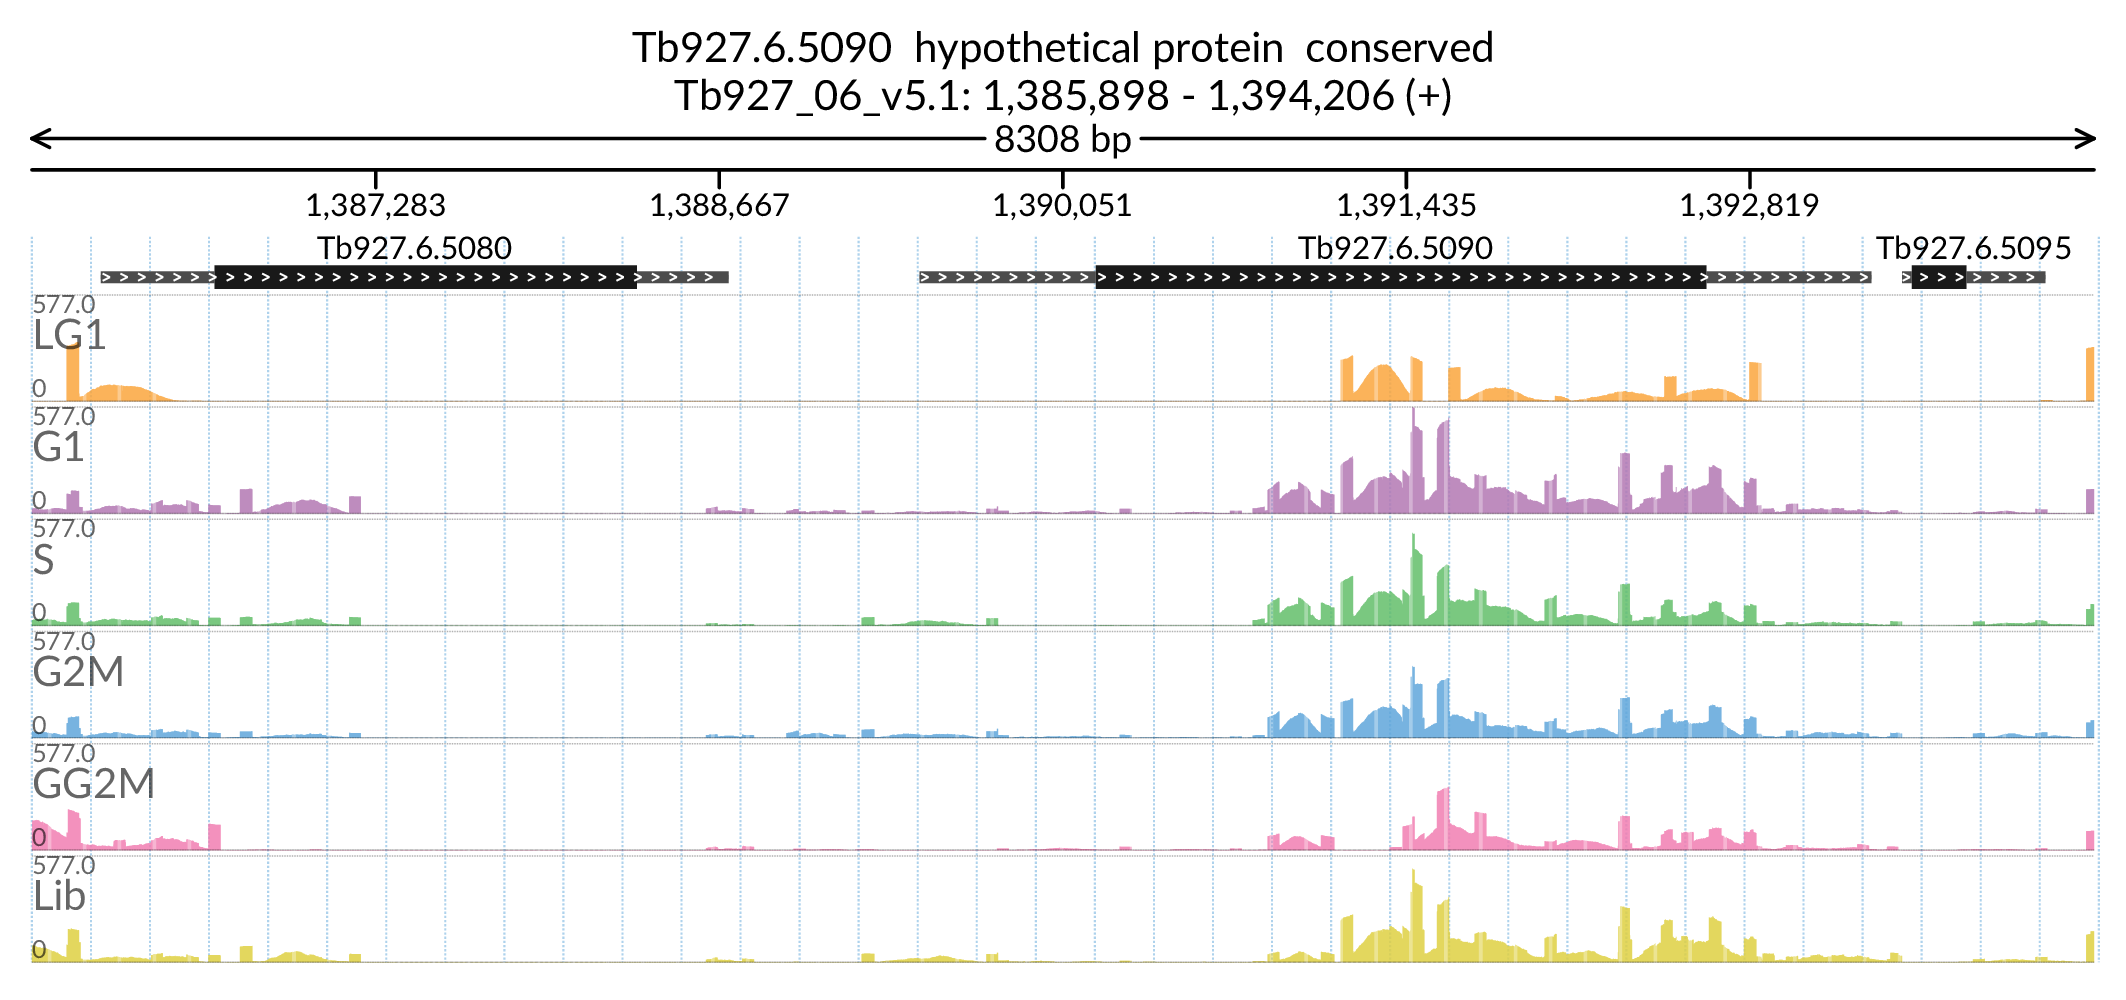 Tb927.6.5090 hypothetical protein conserved
Tb927_06_v5.1: 1,385,898 - 1,394,206 (+)
8308 bp
1,387,283 1,388,667 1,390,051 1,391,435 1,392,819
Tb927.6.5080 Tb927.6.5090 Tb927.6.5095
577.0
LG1
0
577.0
G1
0
577.0
S
0
577.0
G2M
0
577.0
GG2M
0
577.0
Lib
0